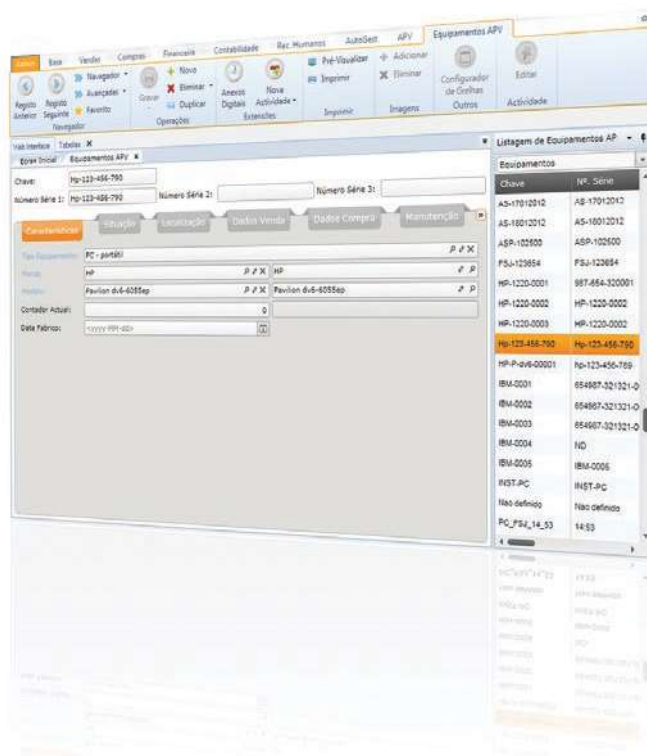 Base Vendas Compras Financeira Contabilidade Rec. Humanos AutoGest APV Equipamentos APV
Registo Anterior
Registo Seguinte
Navegador
Avançadas
Favorito
Navegador
Gravar
Novo
Eliminar
Duplicar
Operações
Anexos Digitais
Nova Actividade
Extensões
Pré-Visualizar
Imprimir
Imprimir
Adicionar
Eliminar
Imagens
Configurador de Grelhas
Outros
Editar
Actividade
Web Interface Tabelas X
Ecran Inicial Equipamentos APV X
Chave: Hp-123-456-790
Número Série 1: Hp-123-456-790 Número Série 2: Número Série 3:
Características Situação Localização Dados Venda Dados Compra Manutenção
Tipo Equipamento: PC - portátil
Marca: HP HP
Modelo: Pavilion dv6-6055ep Pavilion dv6-6055ep
Contador Actual: 0
Data Fabrico: <yyyy-MM-dd>
Listagem de Equipamentos AP
Equipamentos
Chave Nº. Série
AS-17012012 AS-17012012
AS-18012012 AS-18012012
ASP-102500 ASP-102500
FSJ-123654 FSJ-123654
HP-1220-0001 987-654-320001
HP-1220-0002 HP-1220-0002
HP-1220-0003 HP-1220-0002
Hp-123-456-790 Hp-123-456-790
HP-P-dv6-00001 hp-123-456-789
IBM-0001 654987-321321-0
IBM-0002 654987-321321-0
IBM-0003 654987-321321-0
IBM-0004 ND
IBM-0005 IBM-0005
INST-PC INST-PC
Nao definido Nao definido
PC_FSJ_14_53 14:53